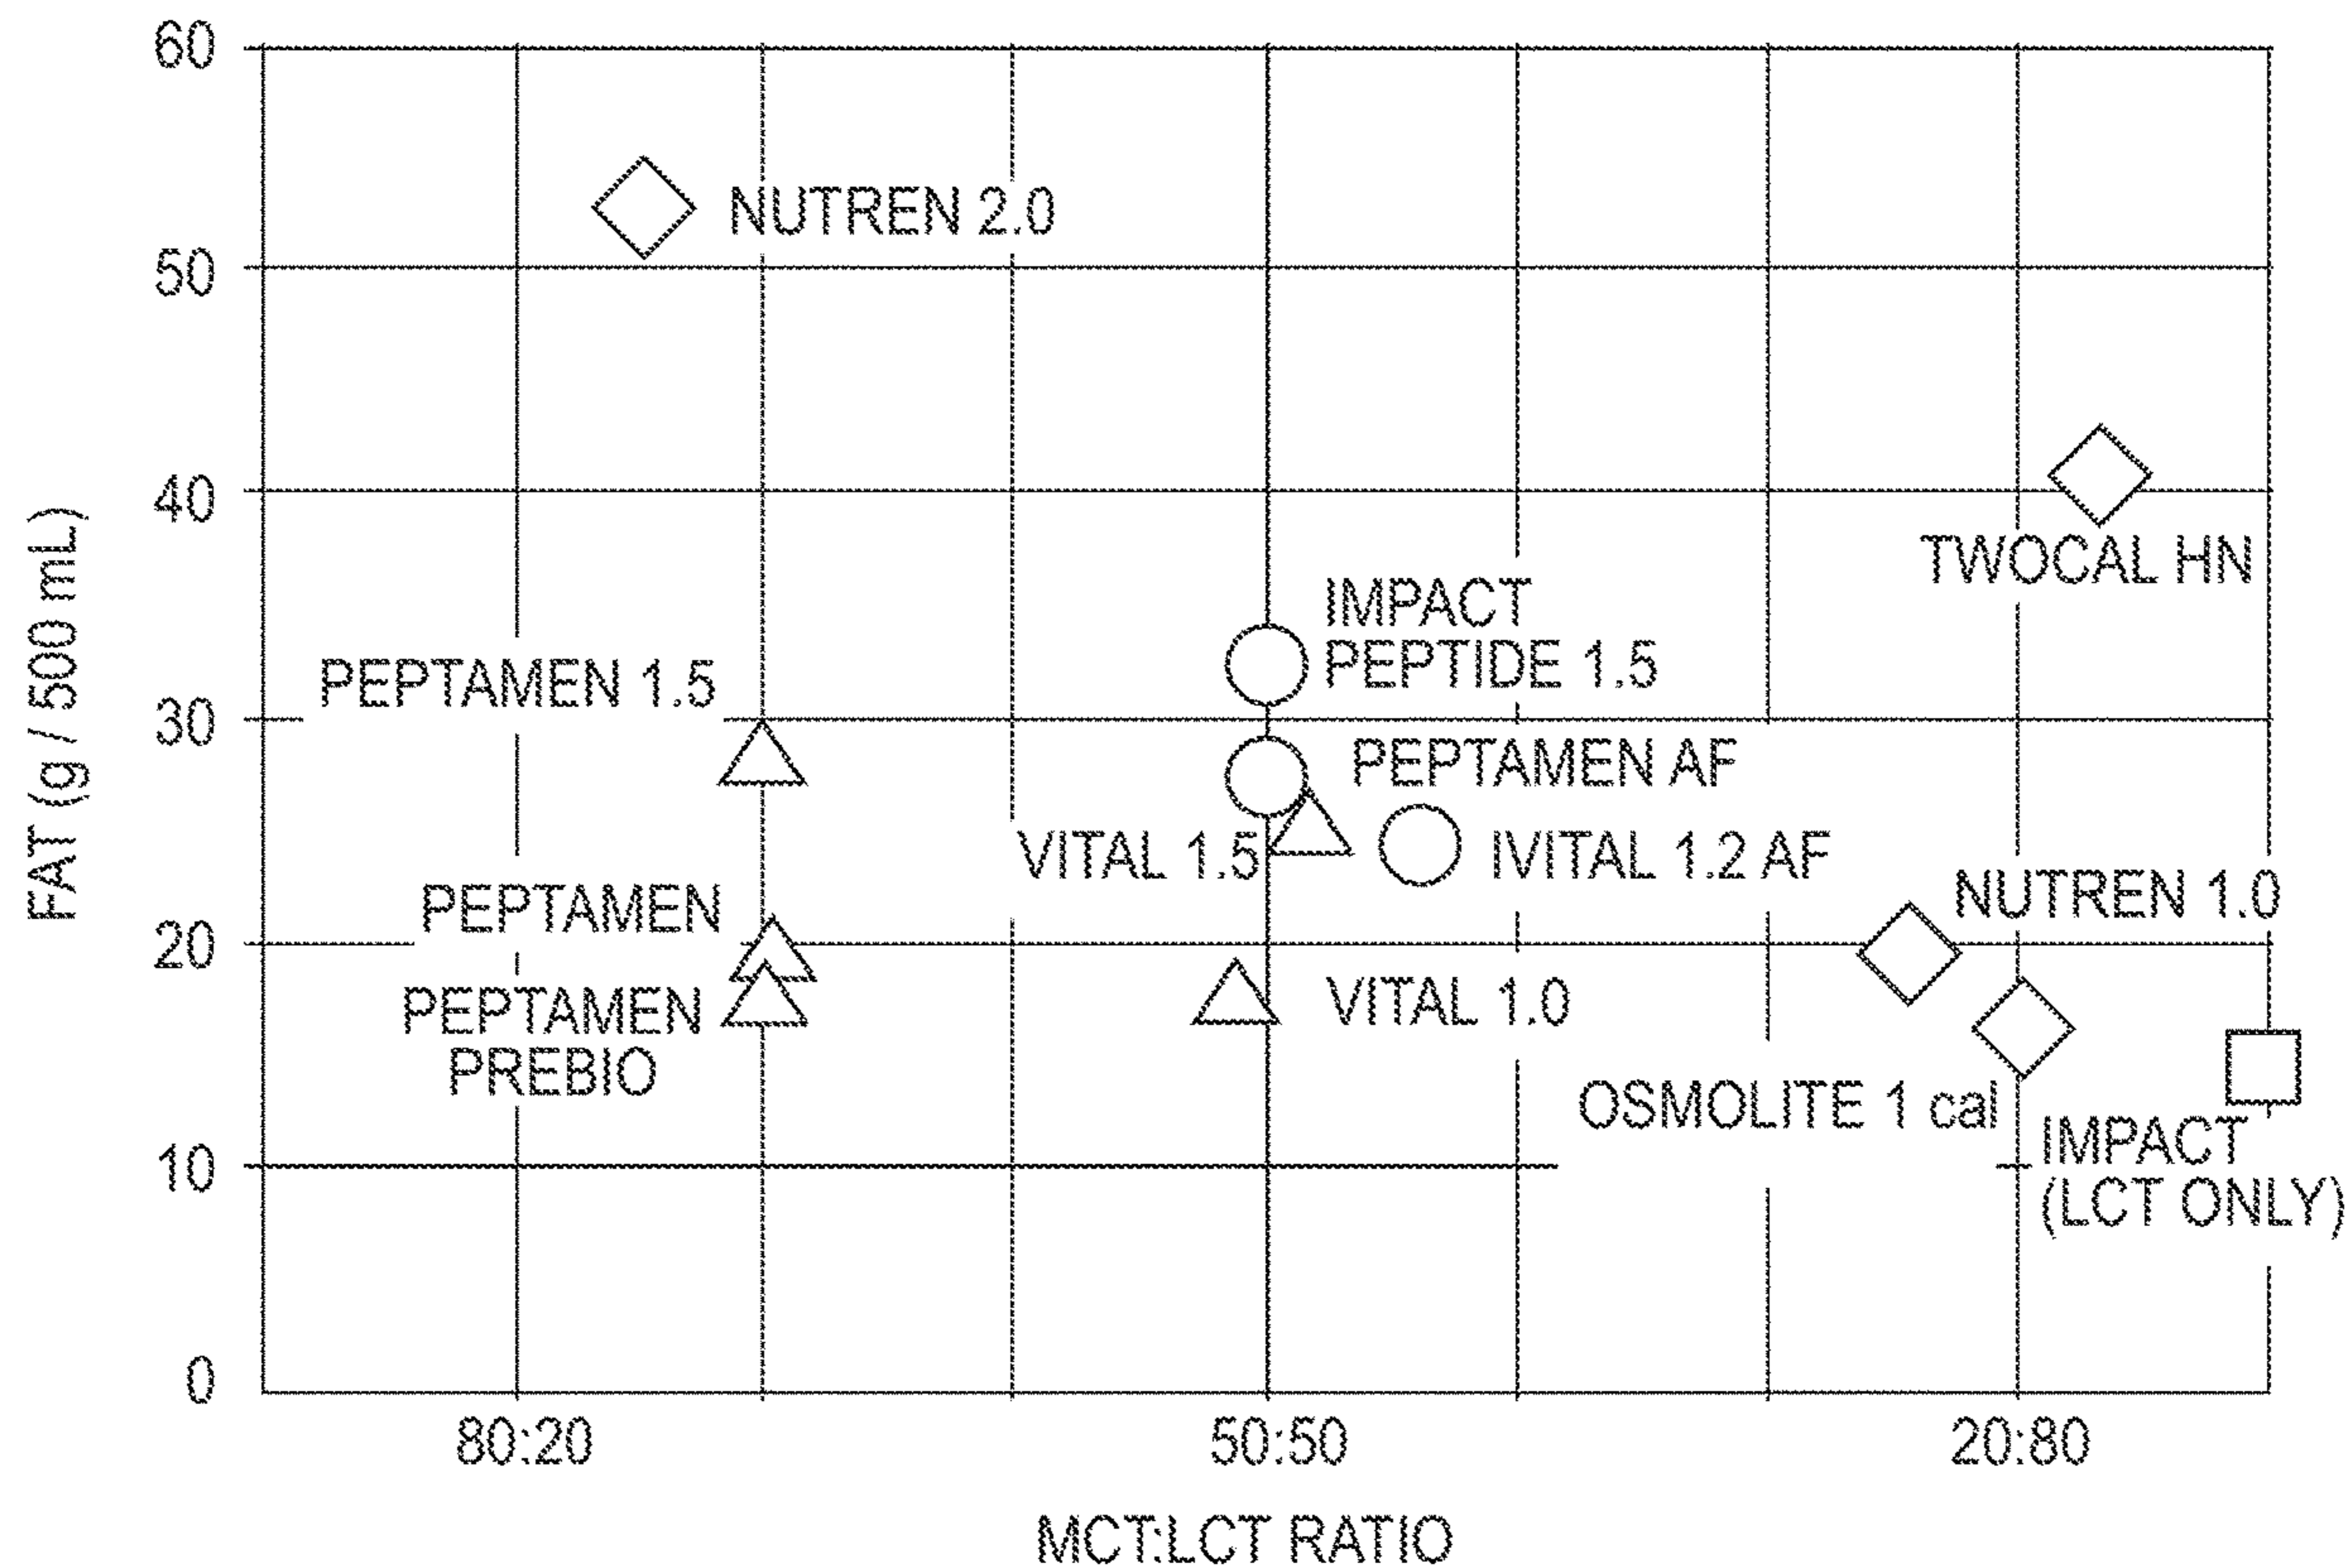 60
NUTREN 2.0
50
40
TWOCAL HN
FAT (g / 500 mL)
IMPACT
PEPTIDE 1.5
PEPTAMEN 1.5
30
PEPTAMEN AF
VITAL 1.5
IVITAL 1.2 AF
PEPTAMEN
NUTREN 1.0
20
PEPTAMEN
PREBIO
VITAL 1.0
OSMOLITE 1 cal
IMPACT
(LCT ONLY)
10
0
80:20
50:50
20:80
MCT:LCT RATIO